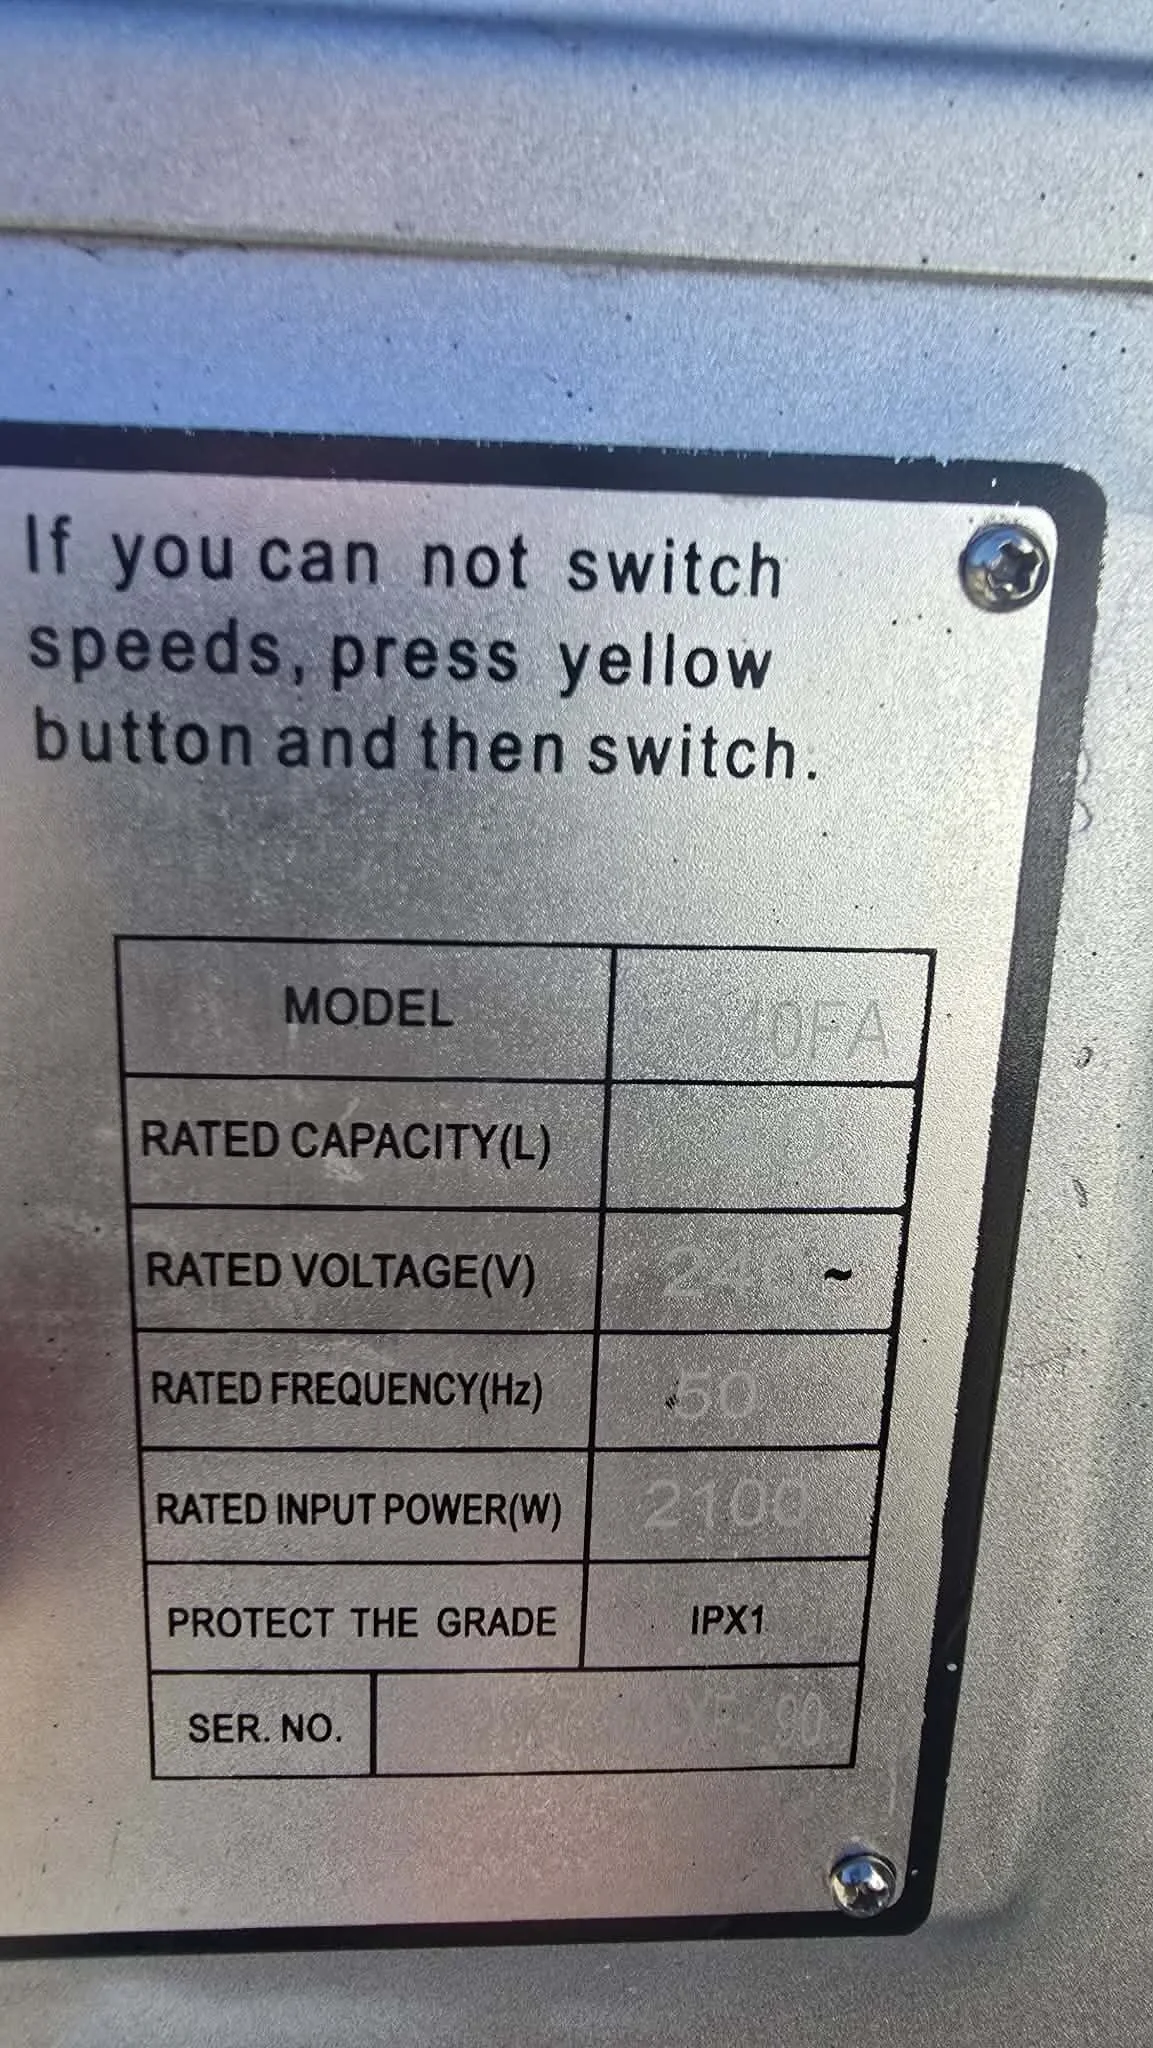 If you can not switch
speeds, press yellow
button and then switch.
MODEL
RATED CAPACITY(L)
RATED VOLTAGE(V) 240 ~
RATED FREQUENCY(Hz) 50
RATED INPUT POWER(W) 2100
PROTECT THE GRADE IPX1
SER. NO.